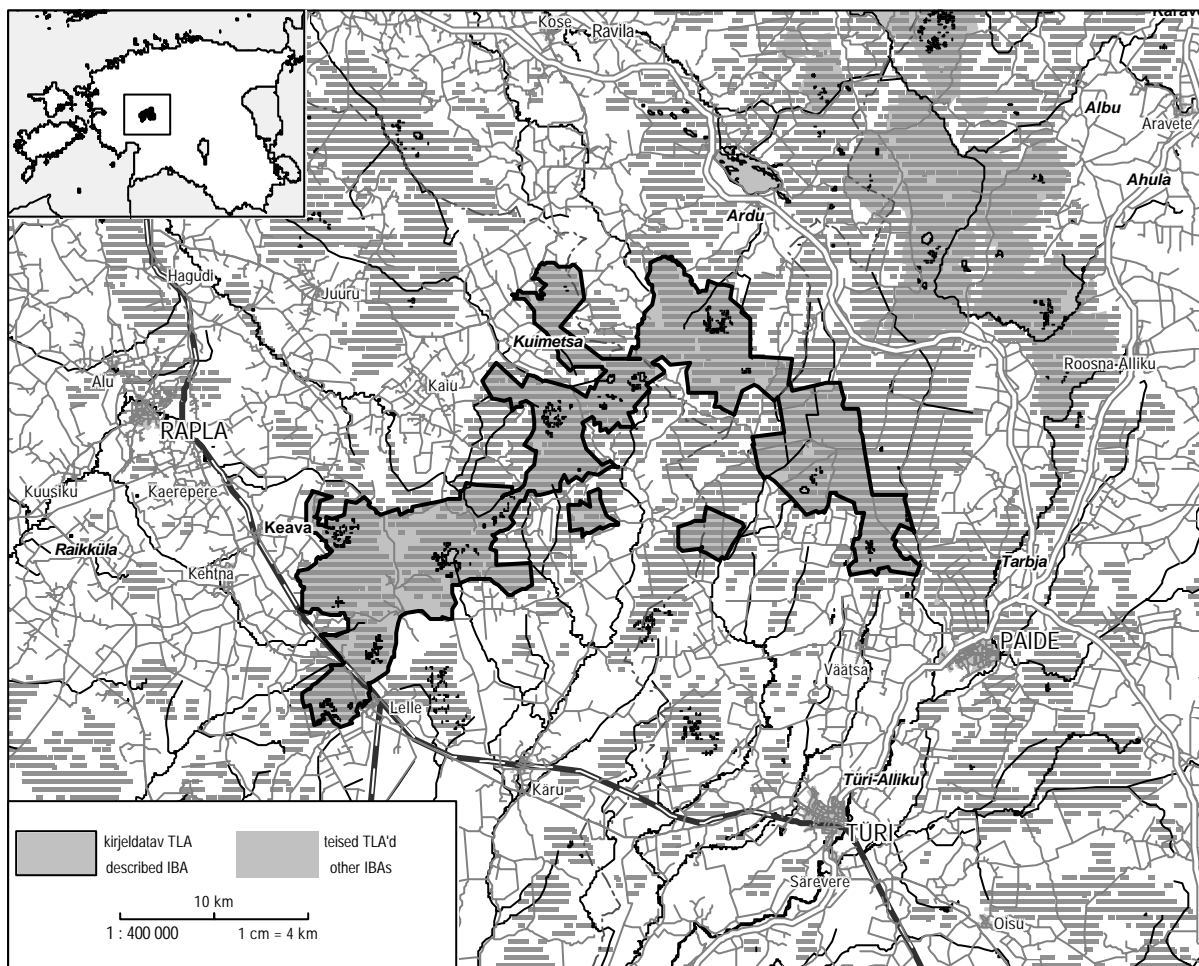 Kose
Ravila
Albu
Aravete
Ahula
Ardu
Hagudi
Juuru
Kuimetsa
Roosna-Alliku
Alu
Kaiu
RAPLA
Kaerepere
Kuusiku
Keava
Raikküla
Kehtna
Tarbja
PAIDE
Väätsa
Lelle
Käru
Türi-Alliku
TÜRI
Särevere
Oisu
kirjeldatav TLA
described IBA
teised TLA'd
other IBAs
10 km
1 : 400 000
1 cm = 4 km